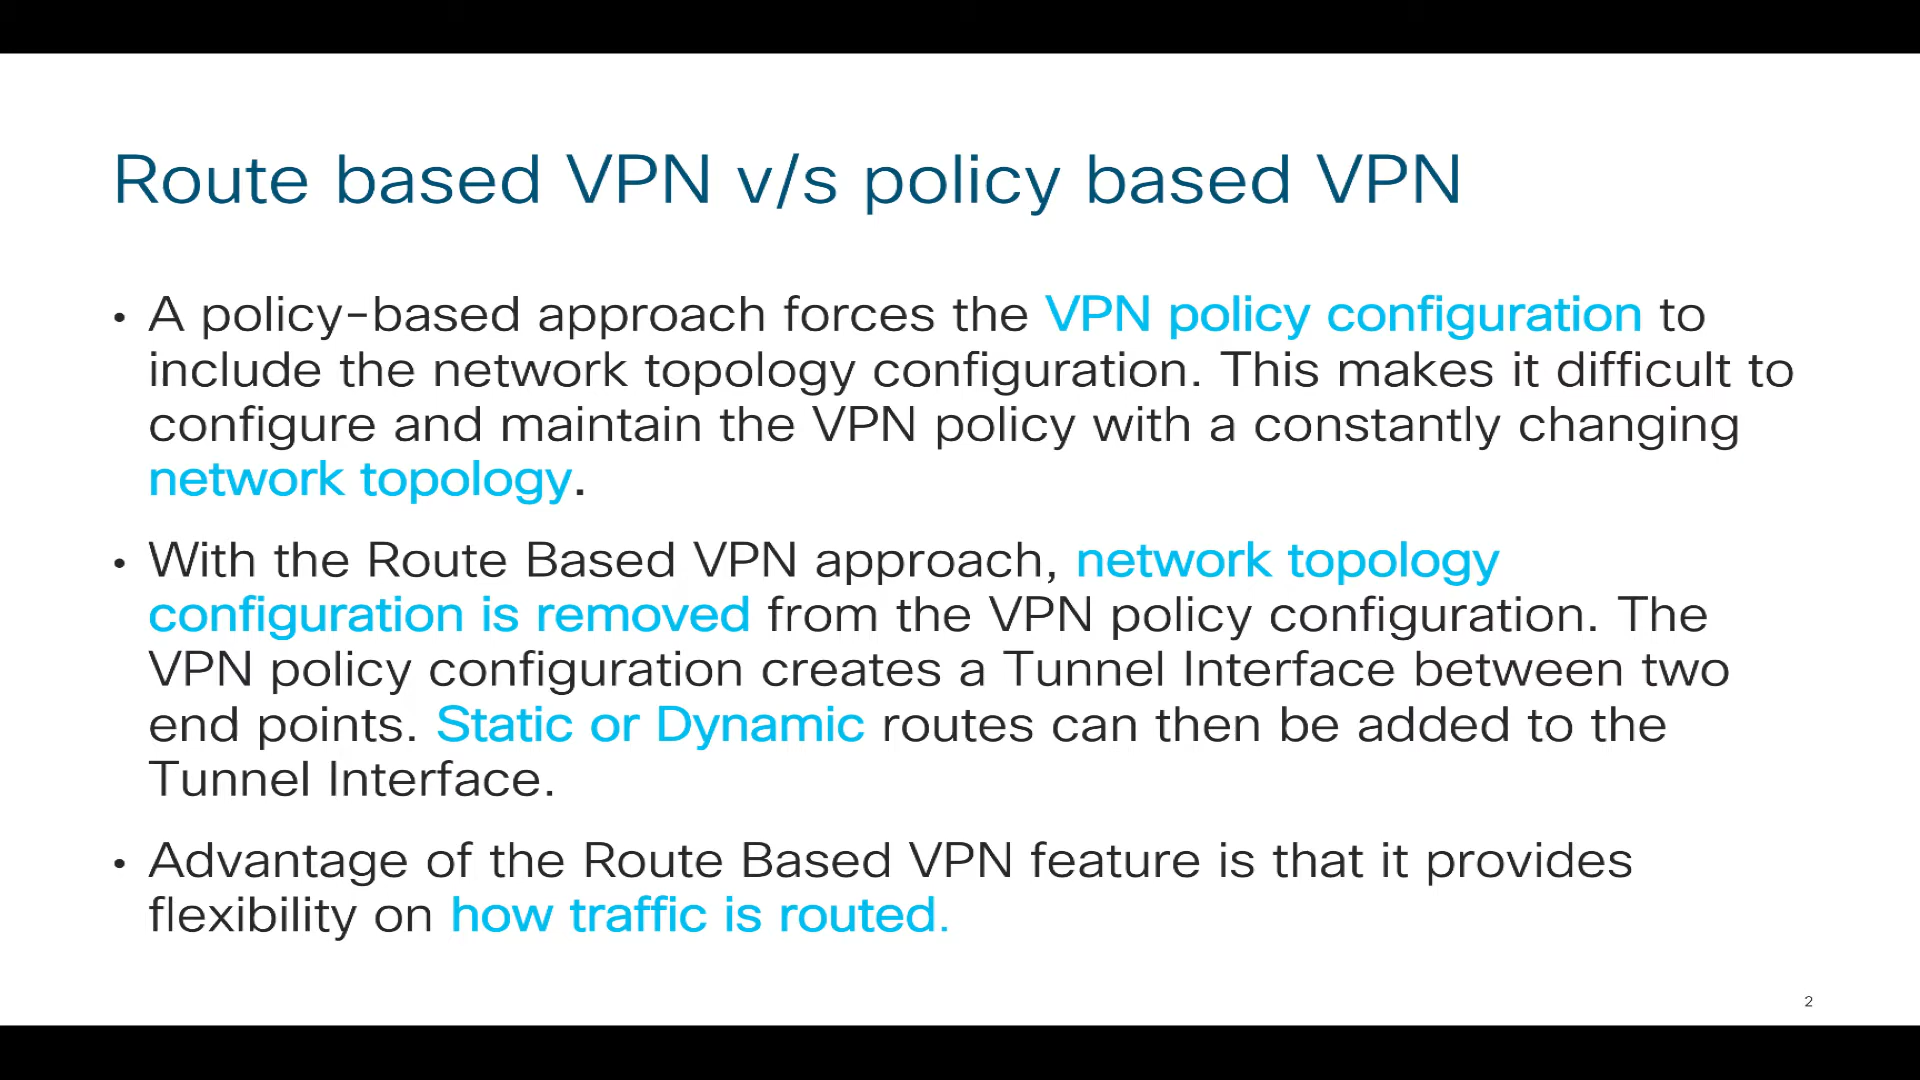 Route based VPN v/s policy based VPN
• A policy-based approach forces the VPN policy configuration to
include the network topology configuration. This makes it difficult to
configure and maintain the VPN policy with a constantly changing
network topology.
• With the Route Based VPN approach, network topology
configuration is removed from the VPN policy configuration. The
VPN policy configuration creates a Tunnel Interface between two
end points. Static or Dynamic routes can then be added to the
Tunnel Interface.
• Advantage of the Route Based VPN feature is that it provides
flexibility on how traffic is routed.
2